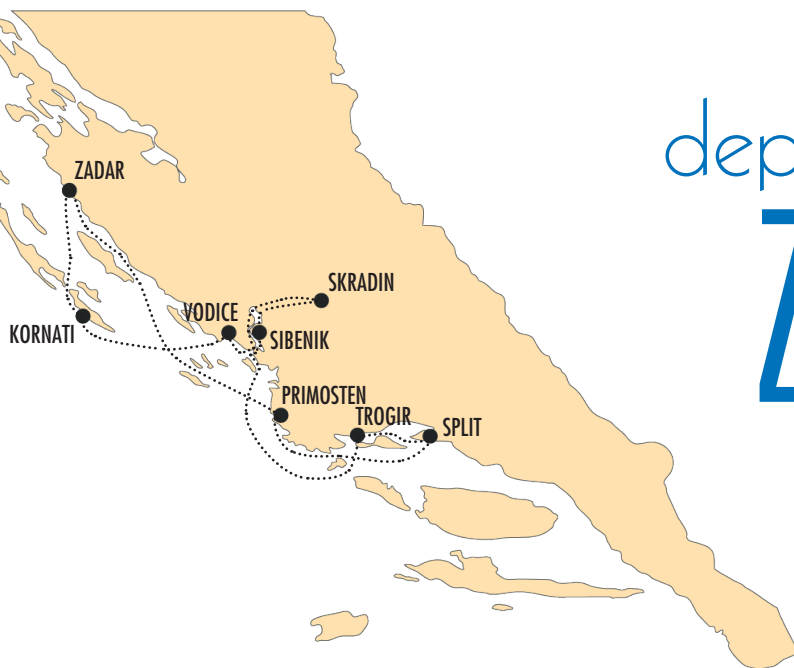 dep
ZADAR
SKRADIN
VODICE
KORNATI
SIBENIK
PRIMOSTEN
TROGIR
SPLIT